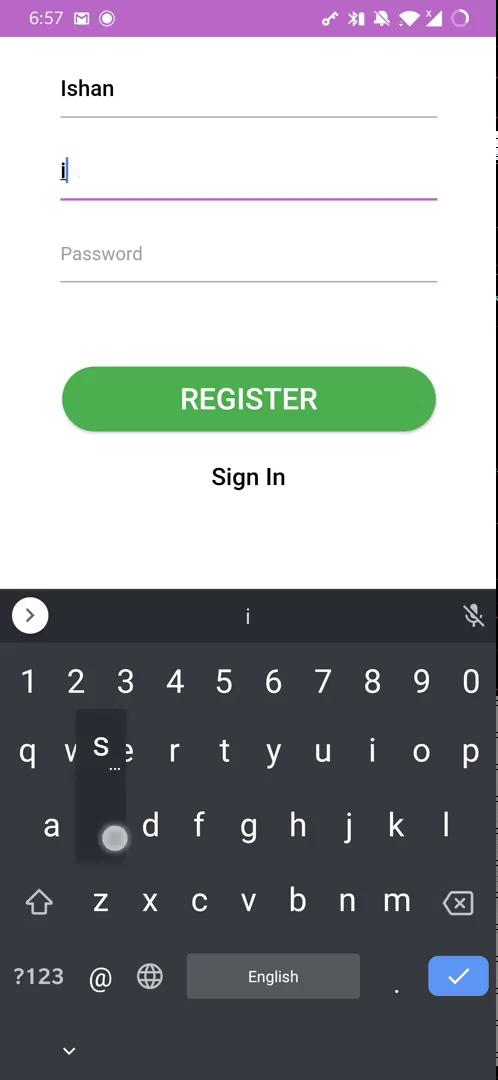 6:57
Ishan
i
Password
REGISTER
Sign In
i
1 2 3 4 5 6 7 8 9 0
q w e r t y u i o p
s
...
a d f g h j k l
z x c v b n m
?123 @ English .